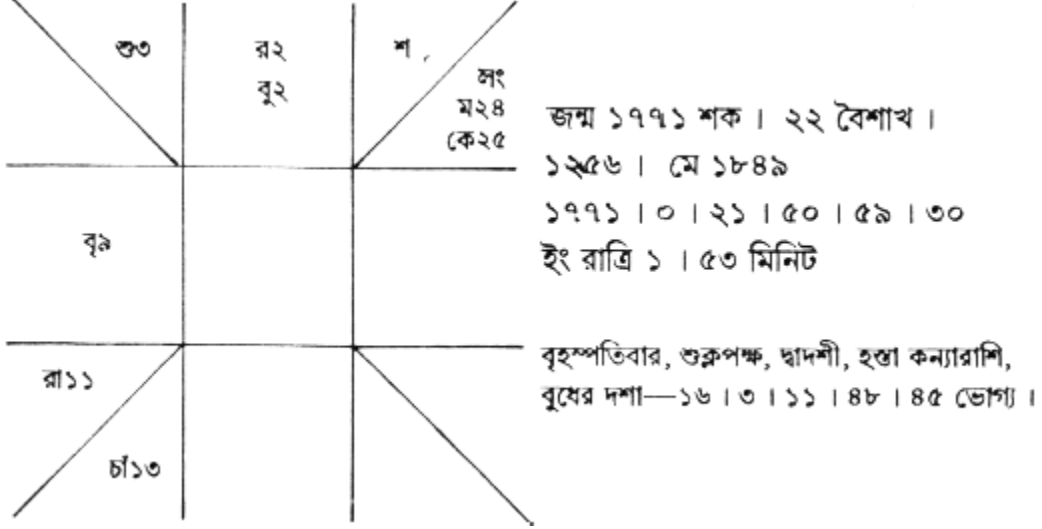 শু৩
র২
বু২
শ
লং
ম২৪
কে২৫
বৃ৯
রা১১
চাঁ১৩
জন্ম ১৭৭১ শক। ২২ বৈশাখ।
১২৫৬। মে ১৮৪৯
১৭৭১।০।২১।৫০।৫৯।৩০
ইং রাত্রি ১।৫৩ মিনিট
বৃহস্পতিবার, শুক্লপক্ষ, দ্বাদশী, হস্তা কন্যারাশি,
বুধের দশা—১৬।৩।১১।৪৮।৪৫ ভোগ্য।